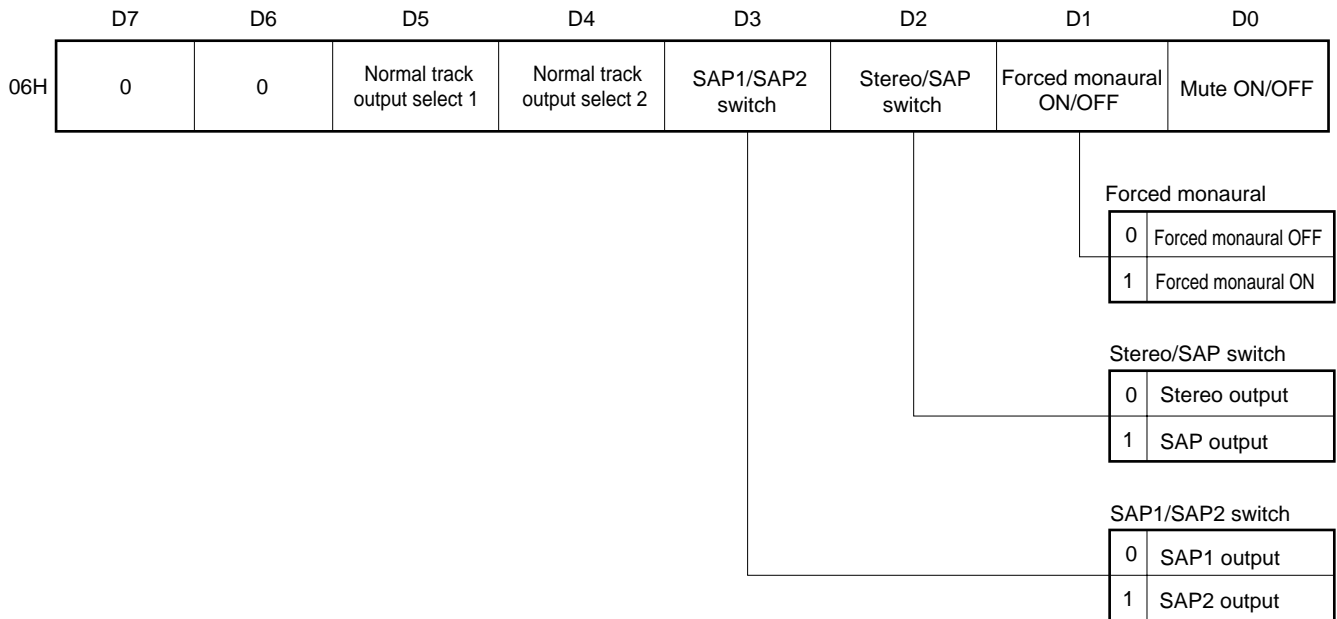 D7 D6 D5 D4 D3 D2 D1 D0
06H 0 0 Normal track output select 1 Normal track output select 2 SAP1/SAP2 switch Stereo/SAP switch Forced monaural ON/OFF Mute ON/OFF
Forced monaural
0 Forced monaural OFF
1 Forced monaural ON
Stereo/SAP switch
0 Stereo output
1 SAP output
SAP1/SAP2 switch
0 SAP1 output
1 SAP2 output